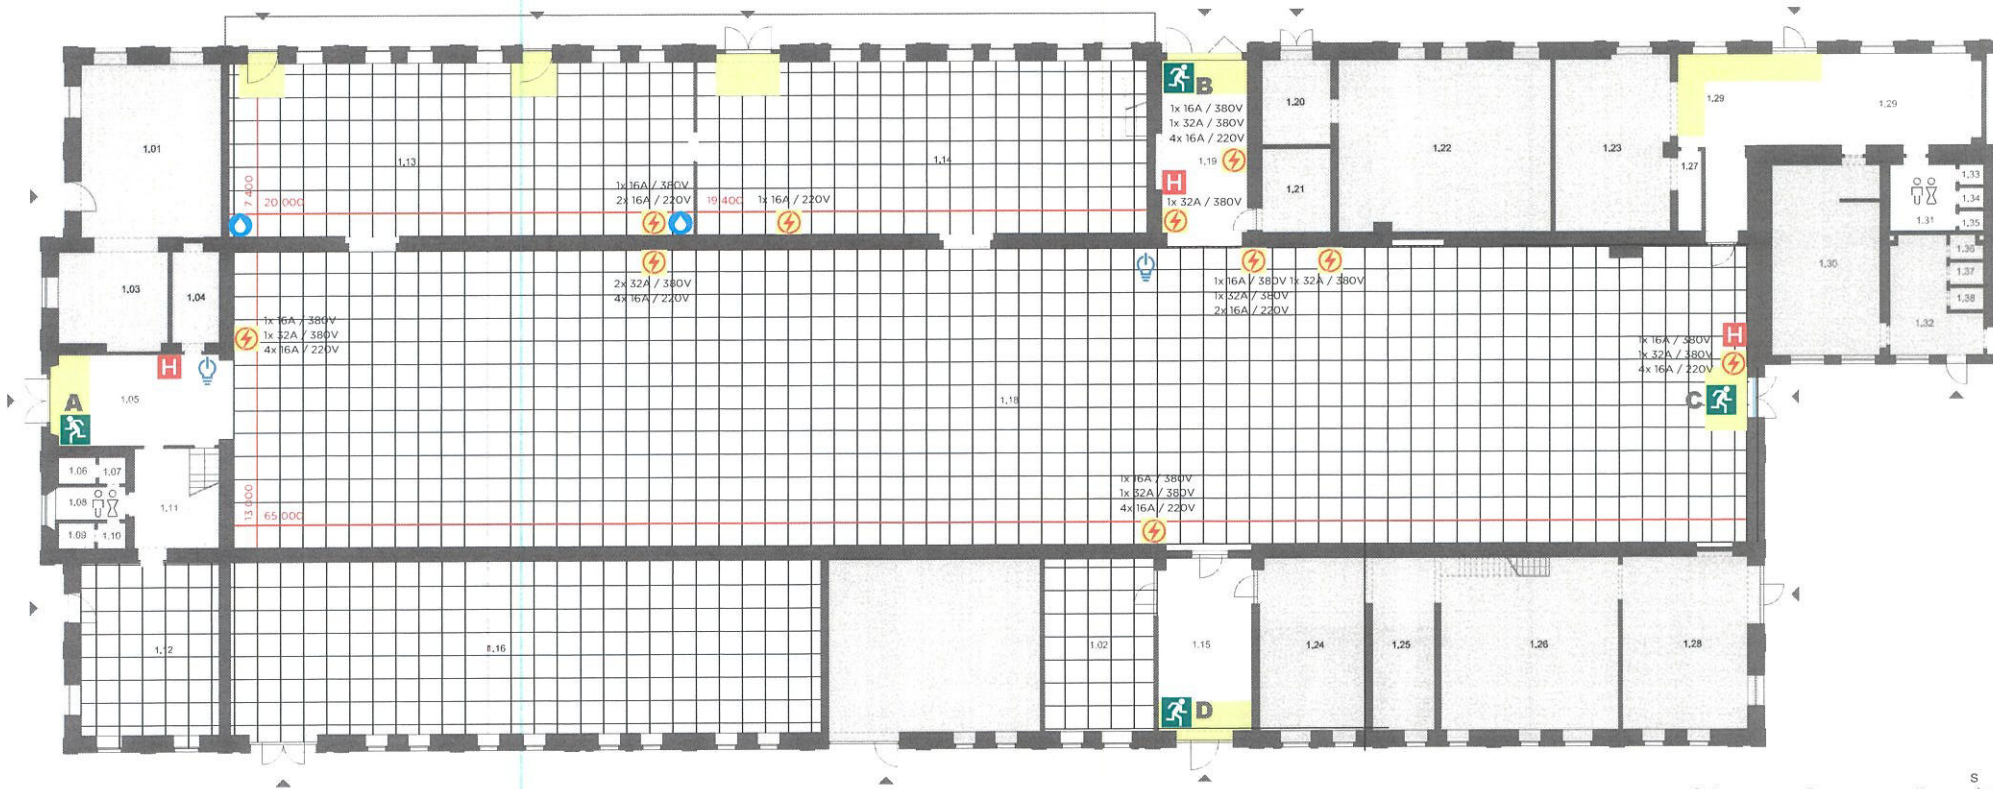 B
1x 16A / 380V
1x 32A / 380V
4x 16A / 220V
1.19
H
1x 32A / 380V
1.01
1.13
1.14
1.20
1.21
1.22
1.23
1.29
1.29
1.27
1.33
1.34
1.35
1.31
1.36
1.37
1.38
1.30
1.32
7 400
20 000
1x 16A / 380V
2x 16A / 220V
19 400
1x 16A / 220V
1.03
1.04
2x 32A / 380V
4x 16A / 220V
1x 16A / 380V
1x 32A / 380V
2x 16A / 220V
1x 32A / 380V
1x 16A / 380V
1x 32A / 380V
4x 16A / 220V
H
1x 16A / 380V
1x 32A / 380V
4x 16A / 220V
H
A
1.05
1.18
C
1.06
1.07
1.08
1.09
1.10
1.11
13 000
65 000
1x 16A / 380V
1x 32A / 380V
4x 16A / 220V
1.12
1.16
1.02
1.15
1.24
1.25
1.26
1.28
D
S